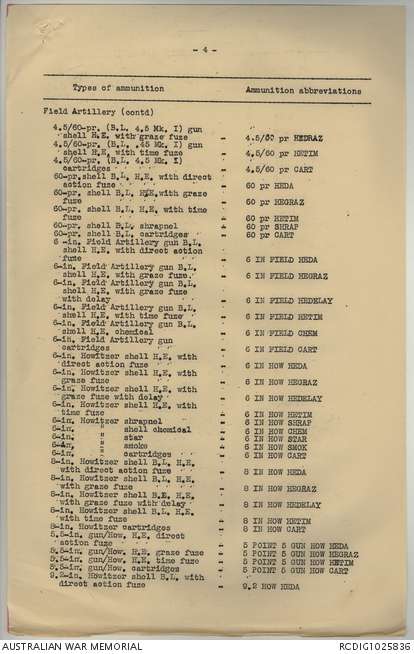 - 4 -
Types of ammunition Ammunition abbreviations
Field Artillery (contd)
4.5/60-pr. (B.L. 4.5 Mk. I) gun
shell H.E. with graze fuze - 4.5/60 pr HEGRAZ
4.5/60-pr. (B.L. .45 Mk. I) gun
shell H.E. with time fuze - 4.5/60 pr HETIM
4.5/60-pr. (B.L. 4.5 Mk. I)
cartridges - 4.5/60 pr CART
60-pr.shell B.L. H.E. with direct
action fuze - 60 pr HEDA
60-pr. shell B.L. H.E. with graze
fuze - 60 pr HEGRAZ
60-pr. shell B.L. H.E. with time
fuze - 60 pr HETIM
60-pr. shell B.L. shrapnel - 60 pr SHRAP
60-pr. shell B.L. cartridges - 60 pr CART
6 -in. Field Artillery gun B.L.
shell H.E. with direct action
fuze - 6 IN FIELD HEDA
6-in. Field Artillery gun B.L.
shell H.E. with graze fuze. - 6 IN FIELD HEGRAZ
6-in. Field Artillery gun B.L.
shell H.E. with graze fuze
with delay - 6 IN FIELD HEDELAY
6-in. Field Artillery gun B.L.
shell H.E. with time fuze - 6 IN FIELD HETIM
6-in. Field Artillery gun B.L.
shell H.E. chemical - 6 IN FIELD CHEM
6-in. Field Artillery gun
cartridges - 6 IN FIELD CART
6-in. Howitzer shell H.E. with
direct action fuze - 6 IN HOW HEDA
6-in. Howitzer shell H.E. with
graze fuze - 6 IN HOW HEGRAZ
6-in. Howitzer shell H.E. with
graze fuze with delay - 6 IN HOW HEDELAY
6-in. Howitzer shell H.E. with
time fuze - 6 IN HOW HETIM
6-in. Howitzer shrapnel - 6 IN HOW SHRAP
6-in. " shell chemical - 6 IN HOW CHEM
6-in. " star - 6 IN HOW STAR
6-in. " smoke - 6 IN HOW SMOK
6-in. " cartridges - 6 IN HOW CART
8-in. Howitzer shell B.L. H.E.
with direct action fuze - 8 IN HOW HEDA
8-in. Howitzer shell B.L. H.E.
with graze fuze - 8 IN HOW HEGRAZ
8-in. Howitzer shell B.L. H.E.
with graze fuze with delay - 8 IN HOW HEDELAY
8-in. Howitzer shell B.L. H.E.
with time fuze - 8 IN HOW HETIM
8-in. Howitzer cartridges - 8 IN HOW CART
5.5-in. gun/How. H.E. direct
action fuze - 5 POINT 5 GUN HOW HEDA
5.5-in. gun/How. H.E. graze fuze - 5 POINT 5 GUN HOW HEGRAZ
5.5-in. gun/How. H.E. time fuze - 5 POINT 5 GUN HOW HETIM
5.5-in. gun/How. cartridges - 5 POINT 5 GUN HOW CART
9.2-in. Howitzer shell B.L. with
direct action fuze - 9.2 HOW HEDA
AUSTRALIAN WAR MEMORIAL RCDIG1025836